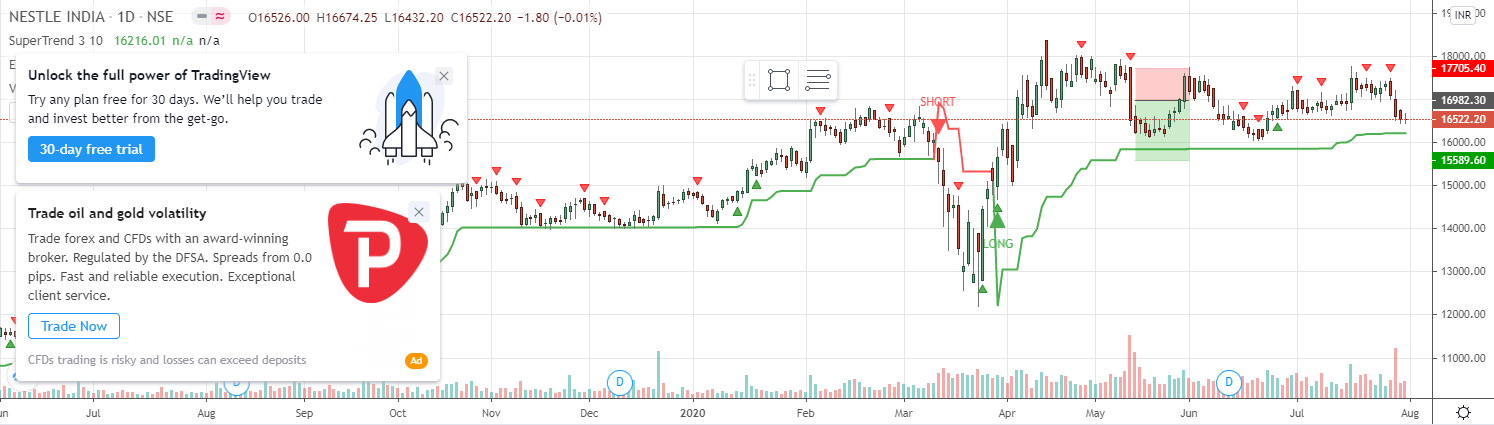 NESTLE INDIA · 1D · NSE O16526.00 H16674.25 L16432.20 C16522.20 −1.80 (−0.01%)
INR
SuperTrend 3 10 16216.01 n/a n/a
Unlock the full power of TradingView
Try any plan free for 30 days. We'll help you trade
and invest better from the get-go.
30-day free trial
Trade oil and gold volatility
Trade forex and CFDs with an award-winning
broker. Regulated by the DFSA. Spreads from 0.0
pips. Fast and reliable execution. Exceptional
client service.
Trade Now
CFDs trading is risky and losses can exceed deposits
Ad
P
SHORT
LONG
D
D
D
18000.00
17705.40
16982.30
16522.20
16000.00
15589.60
15000.00
14000.00
13000.00
12000.00
11000.00
Jul Aug Sep Oct Nov Dec 2020 Feb Mar Apr May Jun Jul Aug